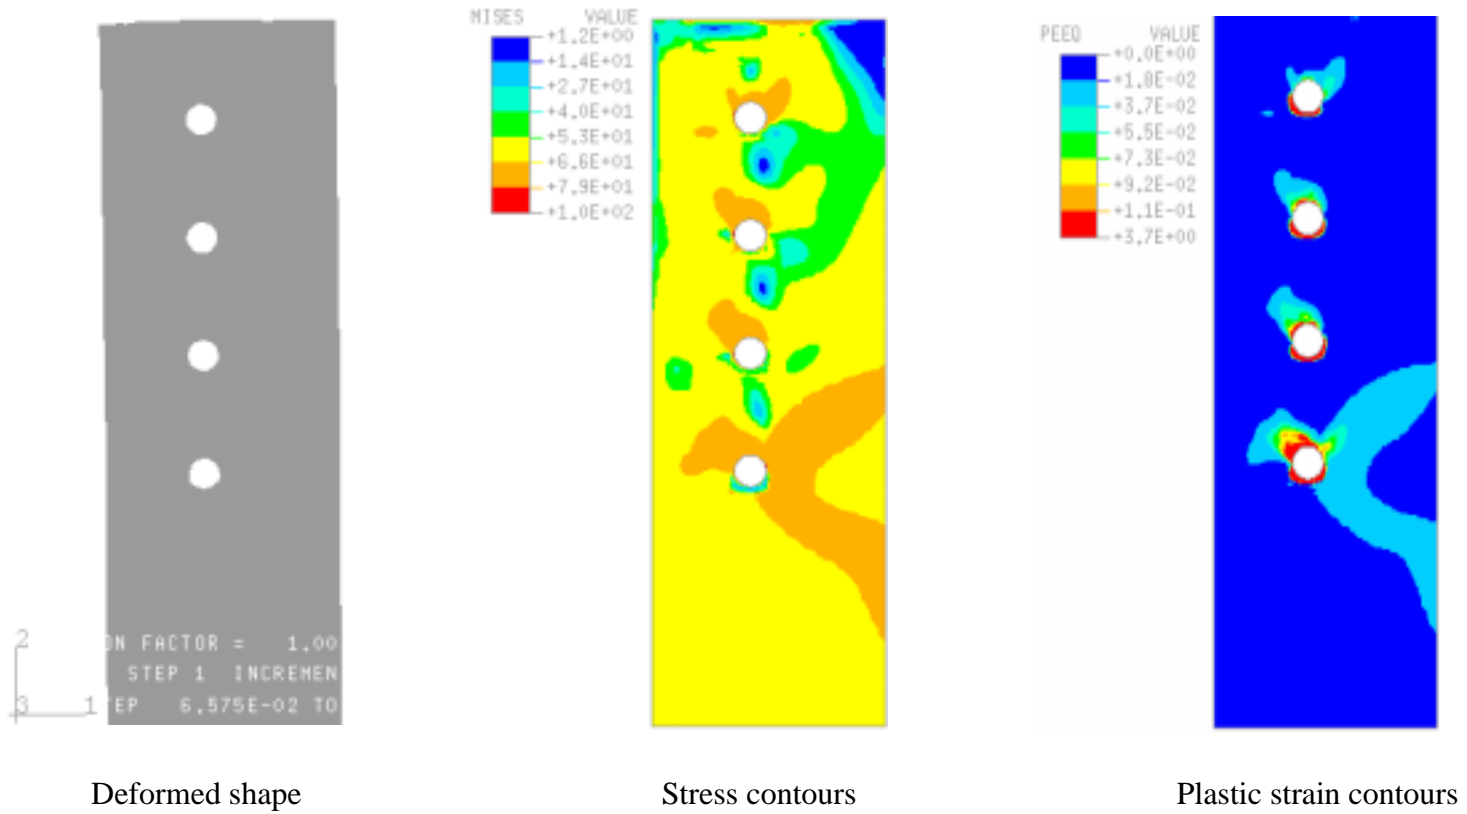 MISES VALUE
+1.2E+00
+1.4E+01
+2.7E+01
+4.0E+01
+5.3E+01
+6.6E+01
+7.9E+01
+1.0E+02
PEEQ VALUE
+0.0E+00
+1.8E-02
+3.7E-02
+5.5E-02
+7.3E-02
+9.2E-02
+1.1E-01
+3.7E+00
2
3 1
ON FACTOR = 1.00
STEP 1 INCREMEN
TEP 6.575E-02 TO
Deformed shape
Stress contours
Plastic strain contours